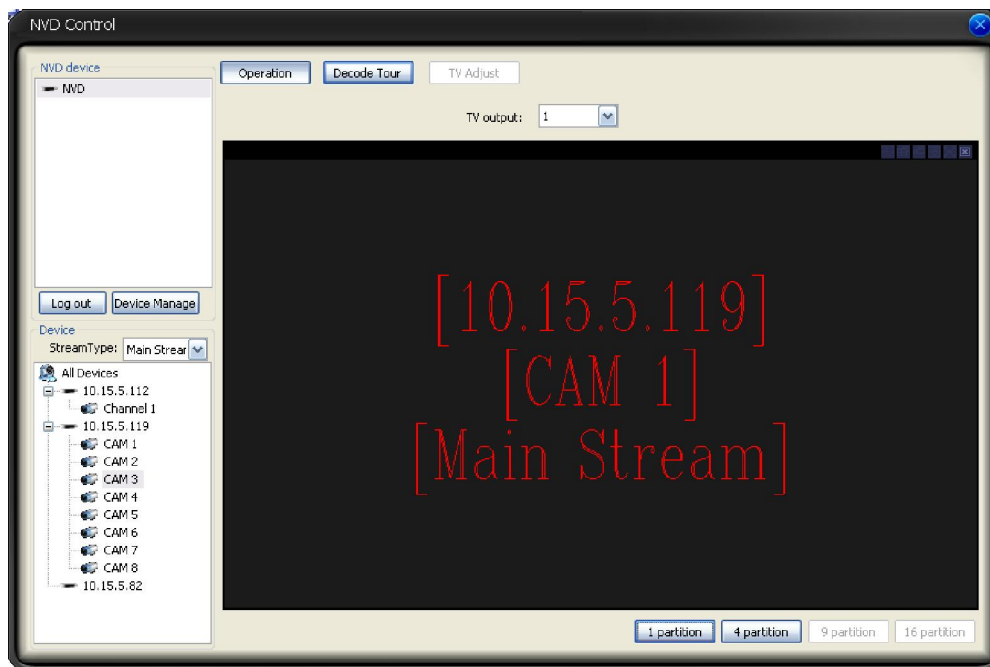 NVD Control
NVD device
NVD
Log out
Device Manage
Device
StreamType: Main Strear
All Devices
10.15.5.112
Channel 1
10.15.5.119
CAM 1
CAM 2
CAM 3
CAM 4
CAM 5
CAM 6
CAM 7
CAM 8
10.15.5.82
Operation
Decode Tour
TV Adjust
TV output: 1
[10.15.5.119]
[CAM 1]
[Main Stream]
1 partition
4 partition
9 partition
16 partition